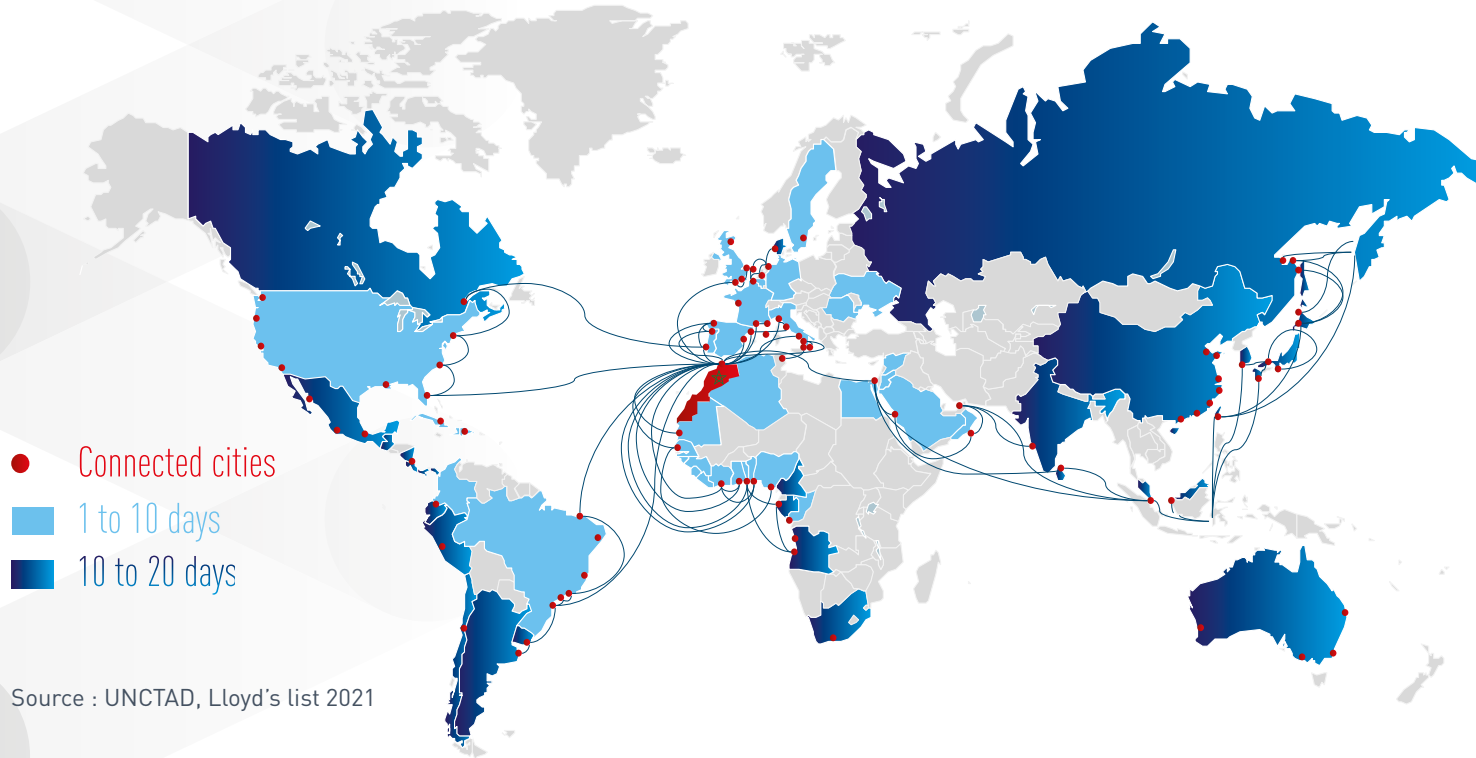 Connected cities
1 to 10 days
10 to 20 days
Source : UNCTAD, Lloyd’s list 2021